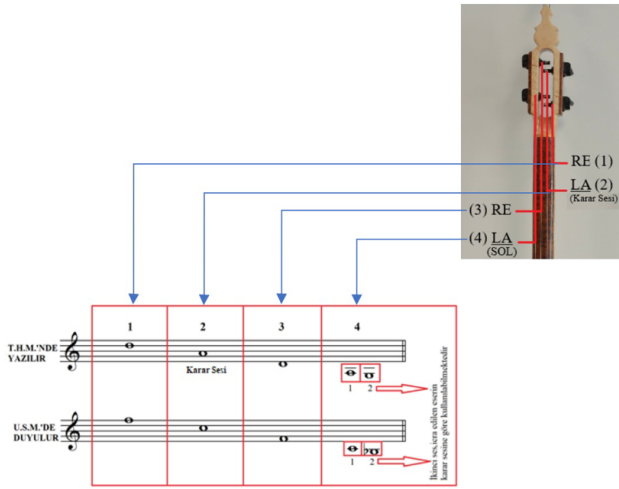 RE (1)
LA (2)
(Karar Sesi)
(3) RE
(4) LA
(SOL)
1 2 3 4
T.H.M.'NDE
YAZILIR
Karar Sesi
1 2
U.S.M.'DE
DUYULUR
1 2
İkinci ses,icra edilen eserin
karar sesine göre kullanılabilmektedir